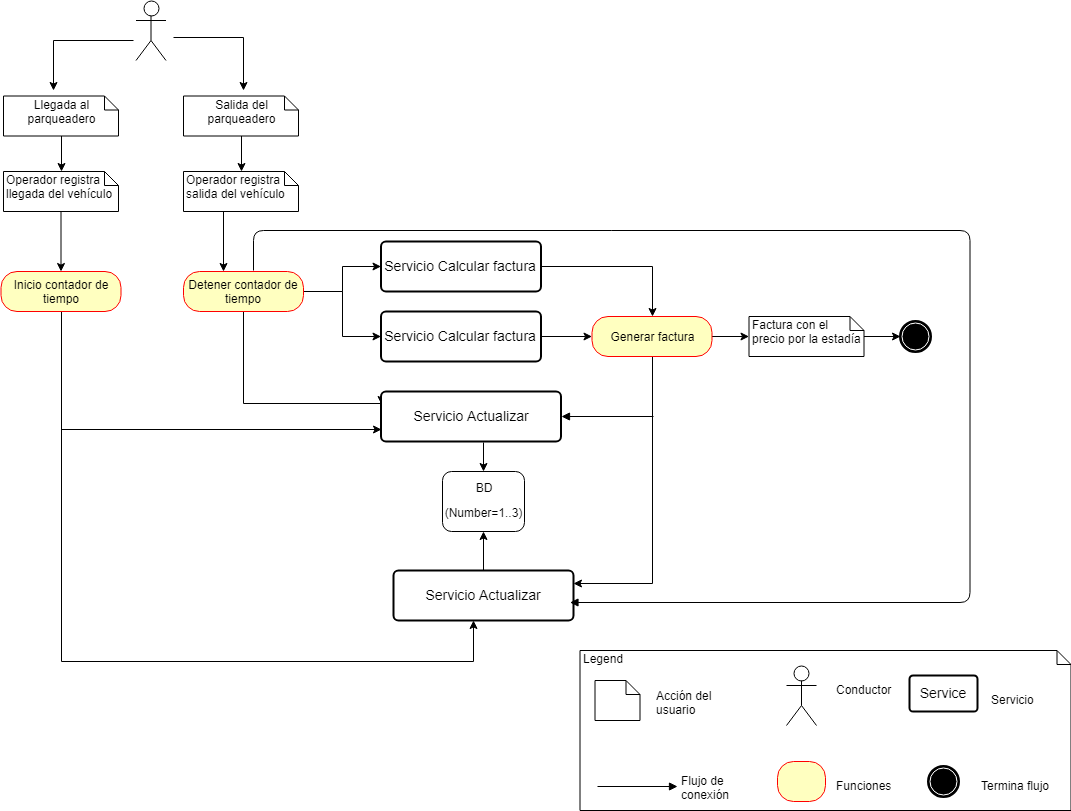 Llegada al
parqueadero
Salida del
parqueadero
Operador registra
llegada del vehículo
Operador registra
salida del vehículo
Inicio contador de
tiempo
Detener contador de
tiempo
Servicio Calcular factura
Servicio Calcular factura
Generar factura
Factura con el
precio por la estadía
Servicio Actualizar
BD
(Number=1..3)
Servicio Actualizar
Legend
Acción del
usuario
Conductor
Service
Servicio
Flujo de
conexión
Funciones
Termina flujo